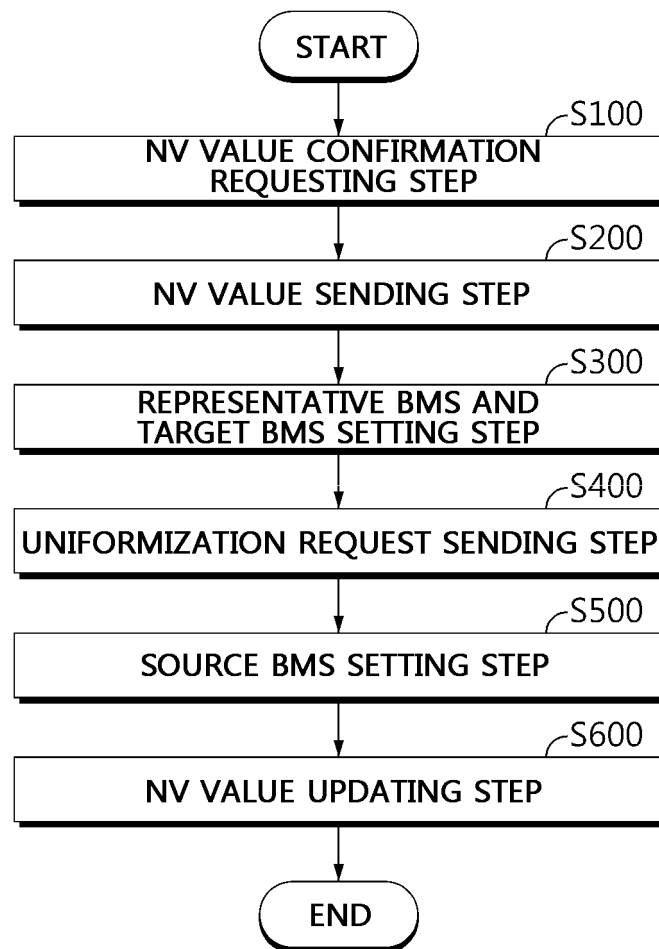 START
S100
NV VALUE CONFIRMATION
REQUESTING STEP
S200
NV VALUE SENDING STEP
S300
REPRESENTATIVE BMS AND
TARGET BMS SETTING STEP
S400
UNIFORMIZATION REQUEST SENDING STEP
S500
SOURCE BMS SETTING STEP
S600
NV VALUE UPDATING STEP
END